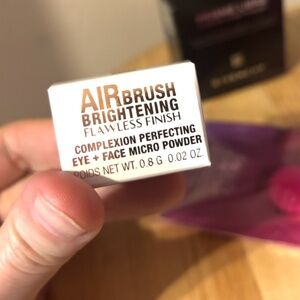 AIRBRUSH
BRIGHTENING
FLAWLESS FINISH
COMPLEXION PERFECTING
EYE + FACE MICRO POWDER
POIDS NET WT. 0.8 G 0.02 OZ.